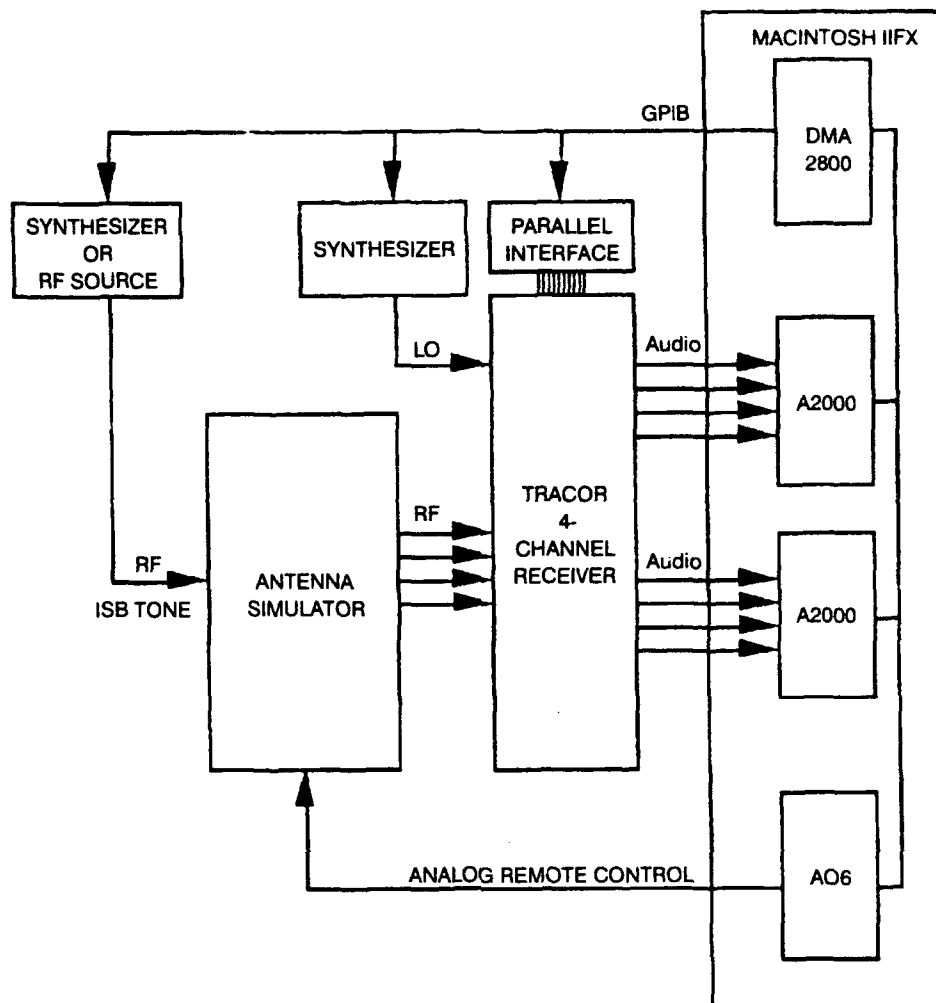 MACINTOSH IIFX
GPIB
DMA
2800
SYNTHESIZER
OR
RF SOURCE
SYNTHESIZER
PARALLEL
INTERFACE
LO
Audio
A2000
TRACOR
4-
CHANNEL
RECEIVER
RF
RF
ISB TONE
ANTENNA
SIMULATOR
Audio
A2000
ANALOG REMOTE CONTROL
AO6